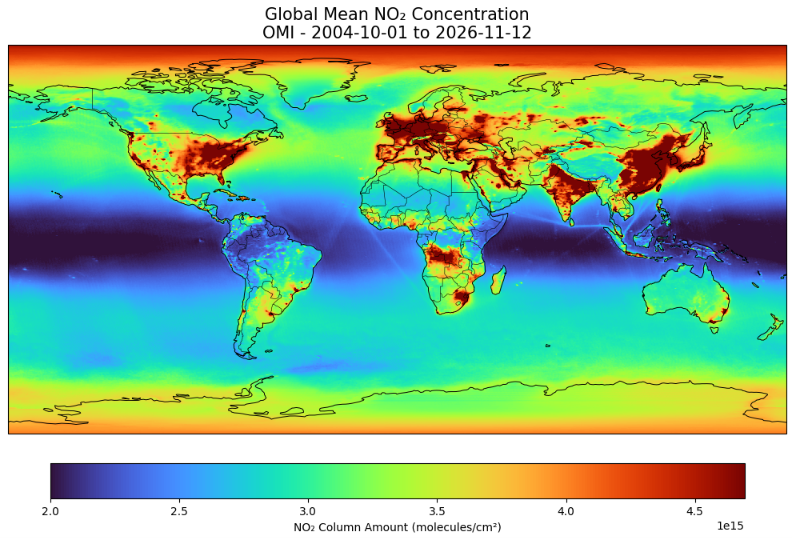 Global Mean NO₂ Concentration
OMI - 2004-10-01 to 2026-11-12
2.0 2.5 3.0 3.5 4.0 4.5
1e15
NO₂ Column Amount (molecules/cm²)